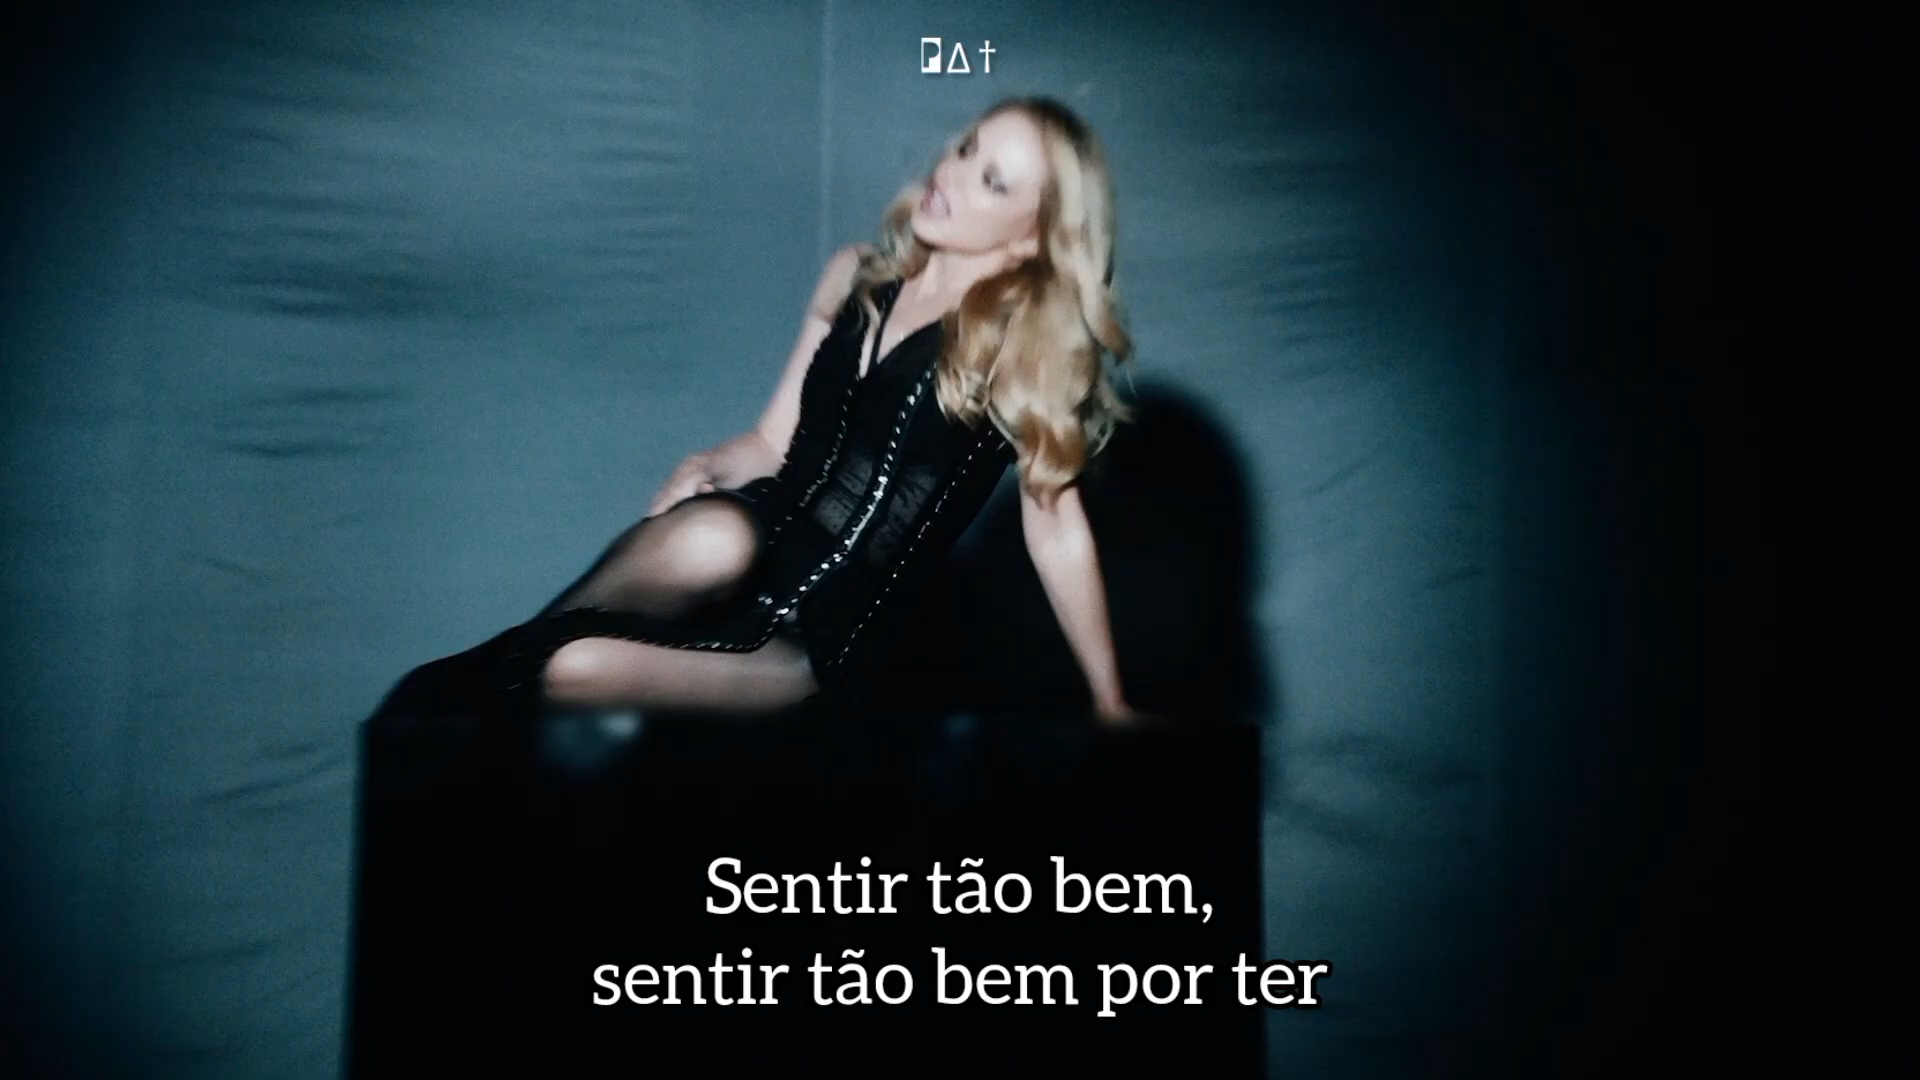 P∆†
Sentir tão bem,
sentir tão bem por ter